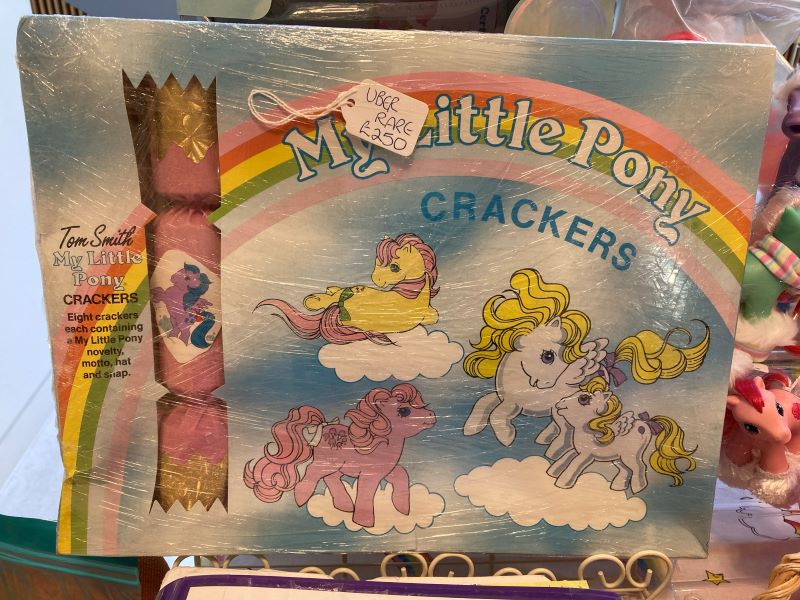 UBER
RARE
£250
My Little Pony
CRACKERS
Tom Smith
My Little
Pony
CRACKERS
Eight crackers
each containing
a My Little Pony
novelty,
motto, hat
and snap.